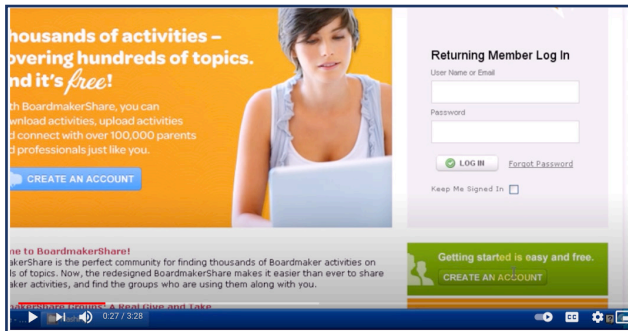 housands of activities –
overing hundreds of topics.
nd it's free!
th BoardmakerShare, you can
wnload activities, upload activities
d connect with over 100,000 parents
d professionals just like you.
CREATE AN ACCOUNT
Returning Member Log In
User Name or Email
Password
LOG IN Forgot Password
Keep Me Signed In
me to BoardmakerShare!
akerShare is the perfect community for finding thousands of Boardmaker activities on
ds of topics. Now, the redesigned BoardmakerShare makes it easier than ever to share
aker activities, and find the groups who are using them along with you.
Getting started is easy and free.
CREATE AN ACCOUNT
makerShare Groups: A Real Give and Take
0:27 / 3:28
CC